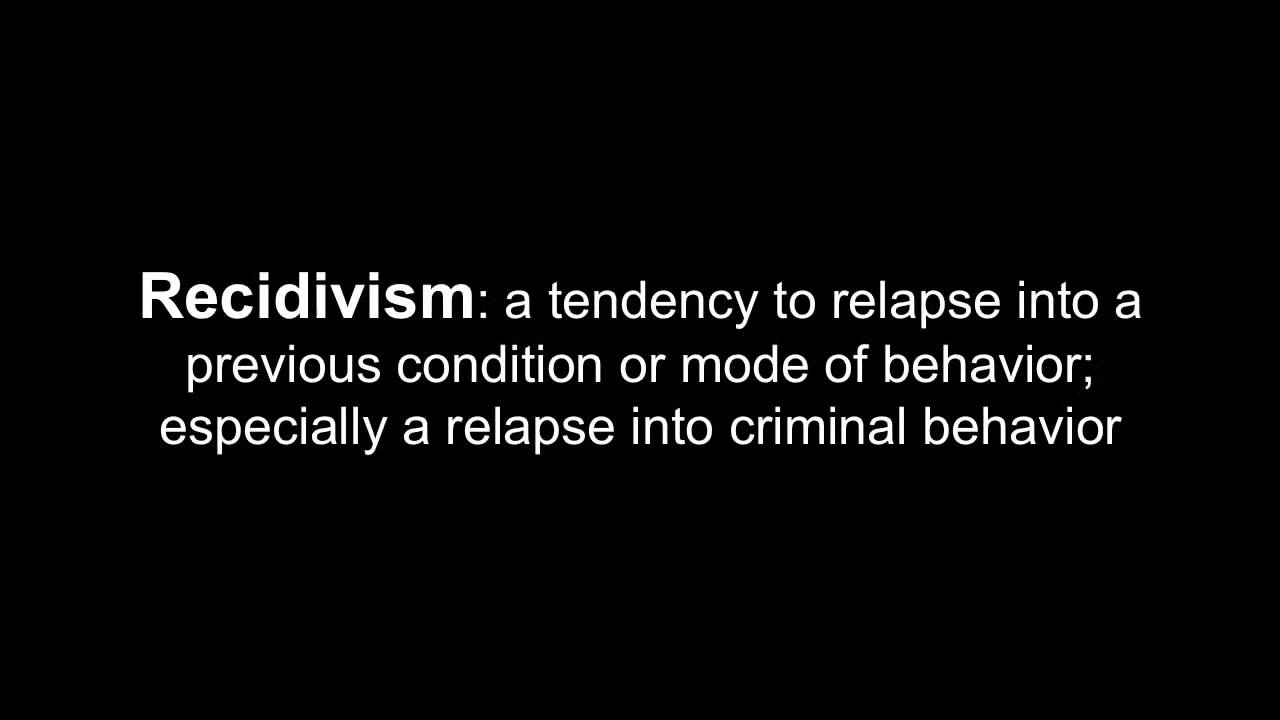 Recidivism: a tendency to relapse into a
previous condition or mode of behavior;
especially a relapse into criminal behavior